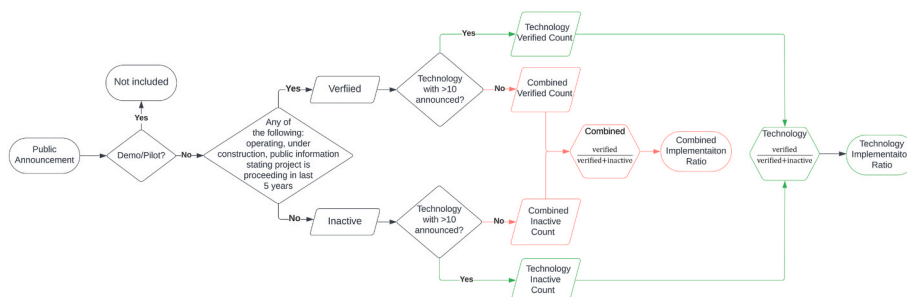 Public
Announcement
Not included
Yes
Demo/Pilot?
No
Any of
the following:
operating, under
construction, public information
stating project is
proceeding in last
5 years
Yes
Verfiied
Technology
with >10
announced?
Yes
Technology
Verified Count
No
Combined
Verified Count
No
Inactive
Technology
with >10
announced?
No
Combined
Inactive
Count
Yes
Technology
Inactive
Count
Combined
verified
verified+inactive
Combined
Implementaiton
Ratio
Technology
verified
verified+inactive
Technology
Implementaiton
Ratio